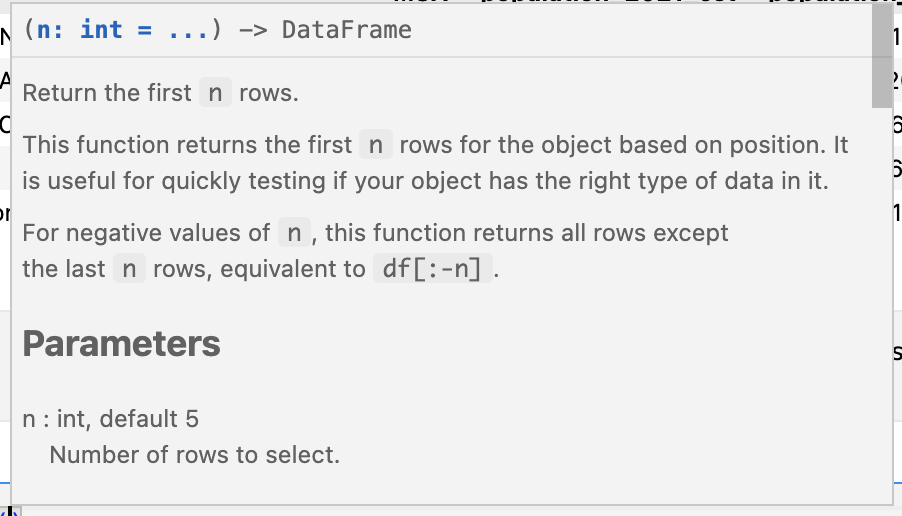 (n: int = ...) -> DataFrame
Return the first n rows.
This function returns the first n rows for the object based on position. It
is useful for quickly testing if your object has the right type of data in it.
For negative values of n, this function returns all rows except
the last n rows, equivalent to df[:-n].
Parameters
n : int, default 5
Number of rows to select.